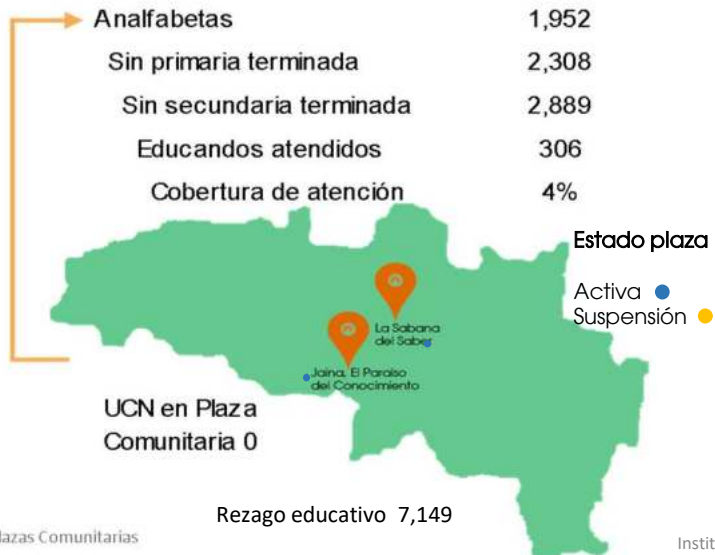 Analfabetas 1,952
Sin primaria terminada 2,308
Sin secundaria terminada 2,889
Educandos atendidos 306
Cobertura de atención 4%
Estado plaza
Activa
Suspensión
La Sabana
del Saber
Jaina, El Paraiso
del Conocimiento
UCN en Plaza
Comunitaria 0
Rezago educativo 7,149
lazas Comunitarias
Instit